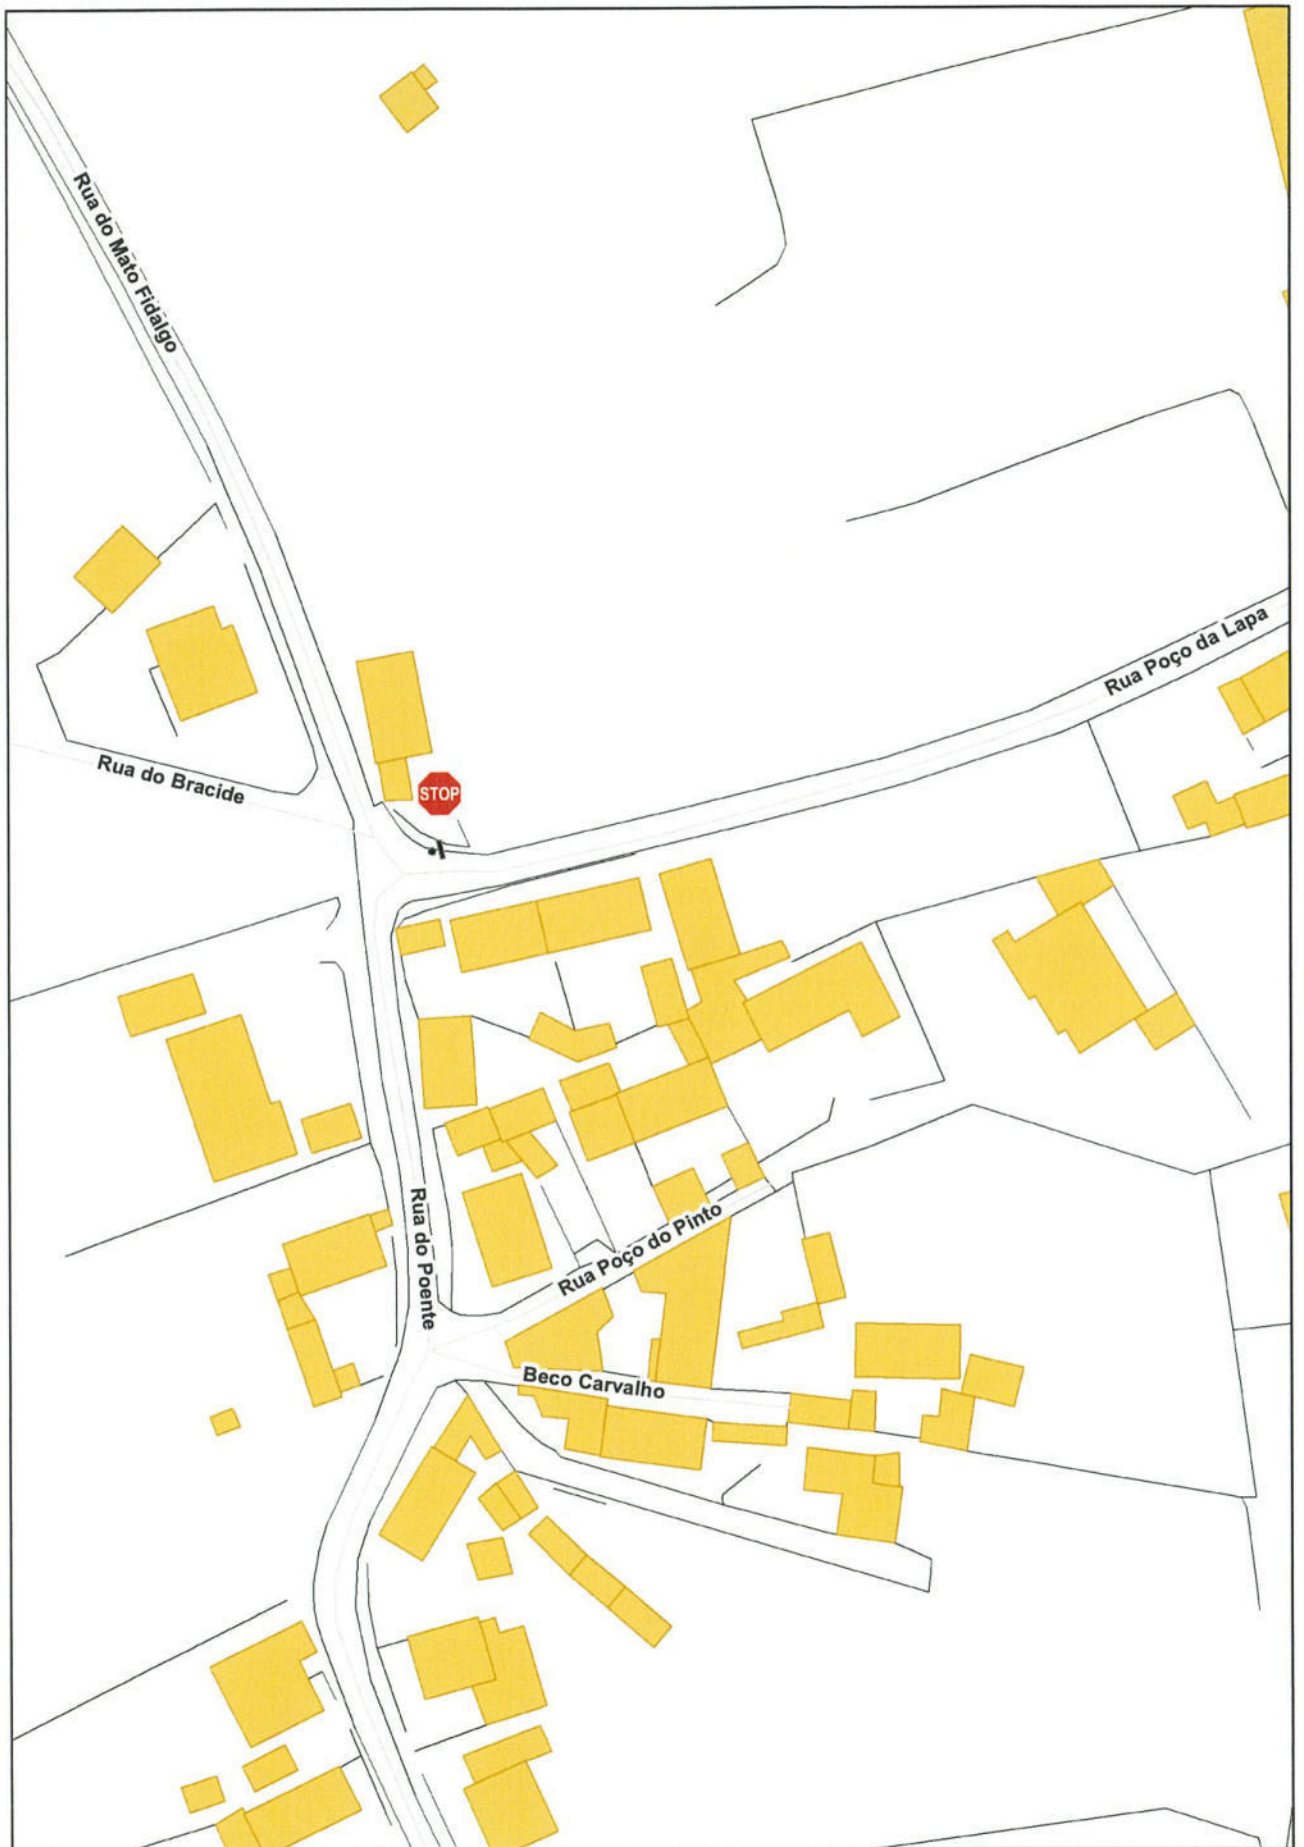 Rua do Mato Fidalgo
Rua Poço da Lapa
Rua do Bracide
STOP
Rua do Poente
Rua Poço do Pinto
Beco Carvalho